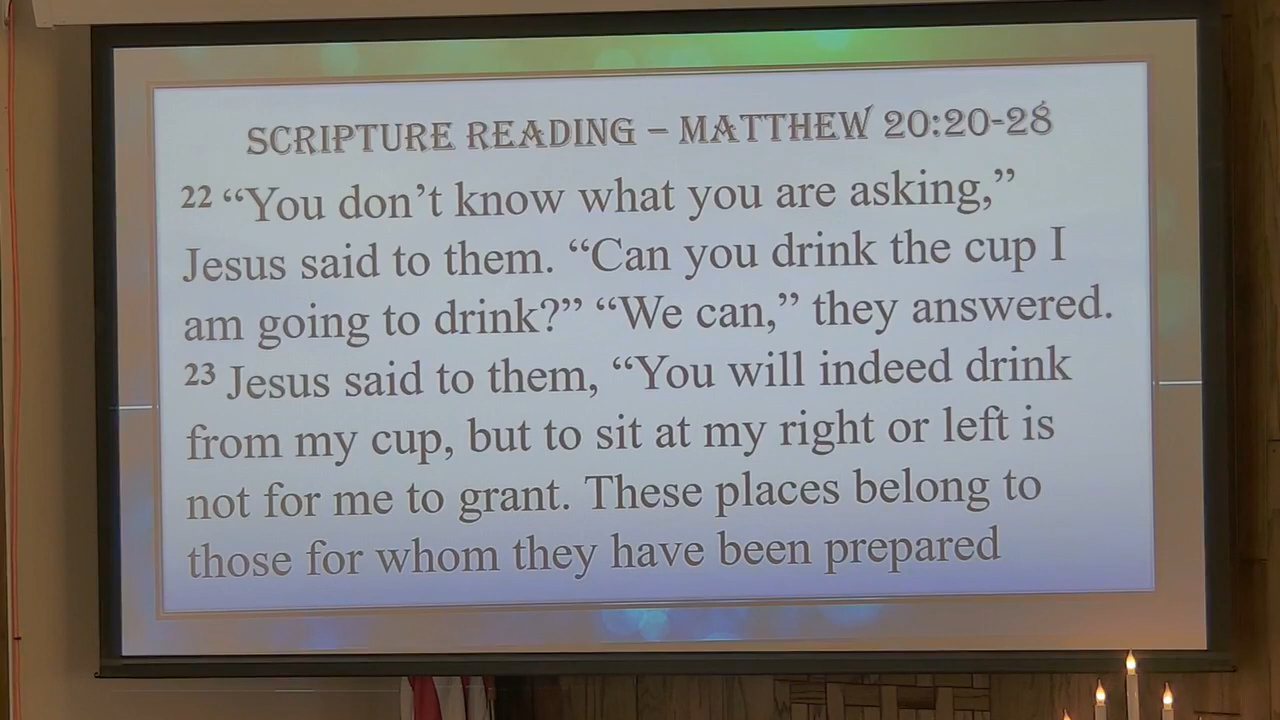 SCRIPTURE READING – MATTHEW 20:20-28
22 “You don’t know what you are asking,”
Jesus said to them. “Can you drink the cup I
am going to drink?” “We can,” they answered.
23 Jesus said to them, “You will indeed drink
from my cup, but to sit at my right or left is
not for me to grant. These places belong to
those for whom they have been prepared